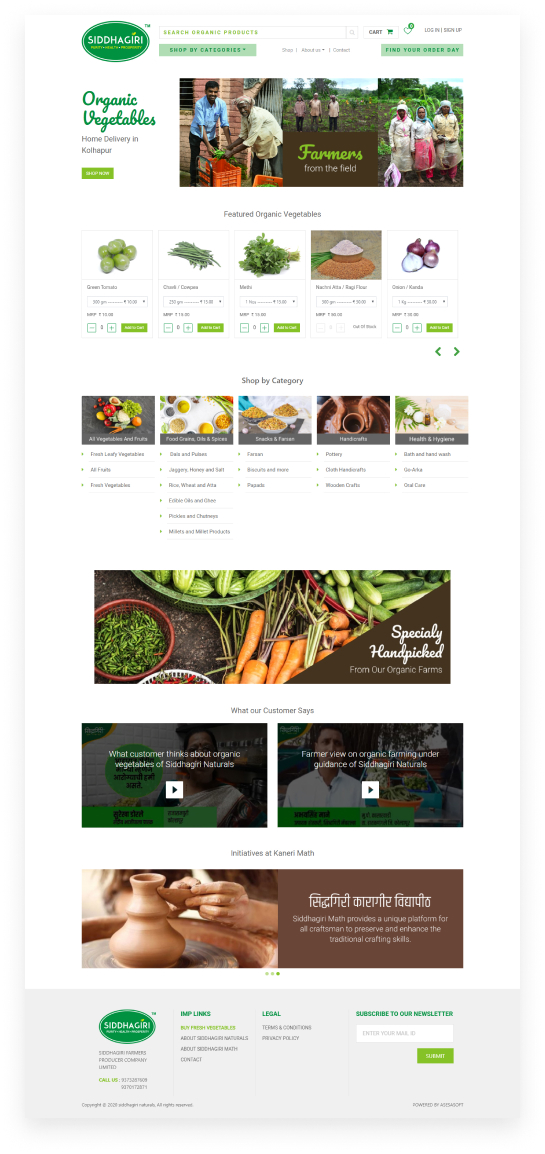 SIDDHAGIRI
PURITY • HEALTH • PROSPERITY
TM
SEARCH ORGANIC PRODUCTS
CART
0
LOG IN | SIGN UP
SHOP BY CATEGORIES
Shop | About us | Contact
FIND YOUR ORDER DAY
Organic
Vegetables
Home Delivery in
Kolhapur
SHOP NOW
Farmers
from the field
Featured Organic Vegetables
Green Tomato
Chavli / Cowpea
Methi
Nachni Atta / Ragi Flour
Onion / Kanda
500 gm ---------- ₹ 10.00
250 gm ---------- ₹ 15.00
1 Nos ---------- ₹ 15.00
500 gm ---------- ₹ 50.00
1 Kg ---------- ₹ 30.00
MRP ₹ 10.00
MRP ₹ 15.00
MRP ₹ 15.00
MRP ₹ 50.00
MRP ₹ 30.00
0 Add to Cart
0 Add to Cart
0 Add to Cart
0 Out Of Stock
0 Add to Cart
Shop by Category
All Vegetables And Fruits
Fresh Leafy Vegetables
All Fruits
Fresh Vegetables
Food Grains, Oils & Spices
Dals and Pulses
Jaggery, Honey and Salt
Rice, Wheat and Atta
Edible Oils and Ghee
Pickles and Chutneys
Millets and Millet Products
Snacks & Farsan
Farsan
Biscuits and more
Papads
Handicrafts
Pottery
Cloth Handicrafts
Wooden Crafts
Health & Hygiene
Bath and hand wash
Go-Arka
Oral Care
Specialy
Handpicked
From Our Organic Farms
What our Customer Says
What customer thinks about organic
vegetables of Siddhagiri Naturals
Farmer view on organic farming under
guidance of Siddhagiri Naturals
Initiatives at Kaneri Math
सिद्धगिरी कारागीर विद्यापीठ
Siddhagiri Math provides a unique platform for
all craftsman to preserve and enhance the
traditional crafting skills.
SIDDHAGIRI
PURITY • HEALTH • PROSPERITY
TM
SIDDHAGIRI FARMERS
PRODUCER COMPANY
LIMITED
CALL US : 9373287609
9370172871
IMP LINKS
BUY FRESH VEGETABLES
ABOUT SIDDHAGIRI NATURALS
ABOUT SIDDHAGIRI MATH
CONTACT
LEGAL
TERMS & CONDITIONS
PRIVACY POLICY
SUBSCRIBE TO OUR NEWSLETTER
ENTER YOUR MAIL ID
SUBMIT
Copyright © 2020 siddhagiri naturals. All rights reserved.
POWERED BY 4SESASOFT